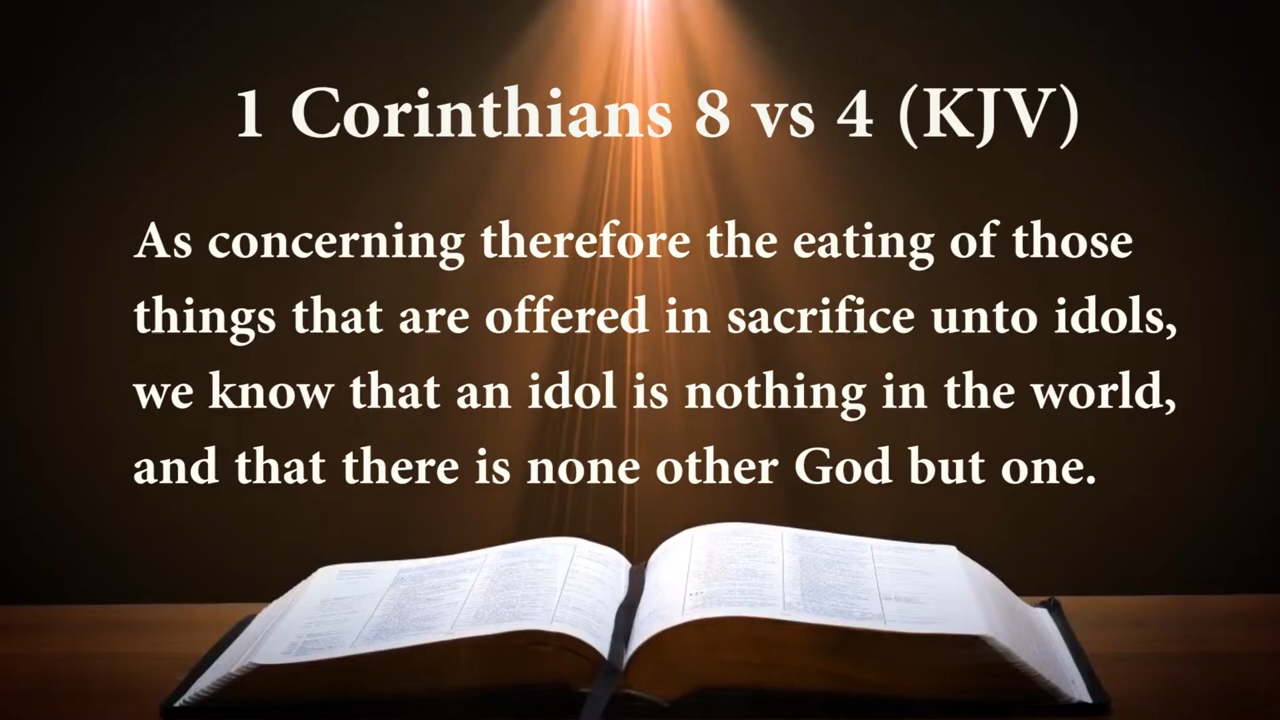 1 Corinthians 8 vs 4 (KJV)
As concerning therefore the eating of those
things that are offered in sacrifice unto idols,
we know that an idol is nothing in the world,
and that there is none other God but one.